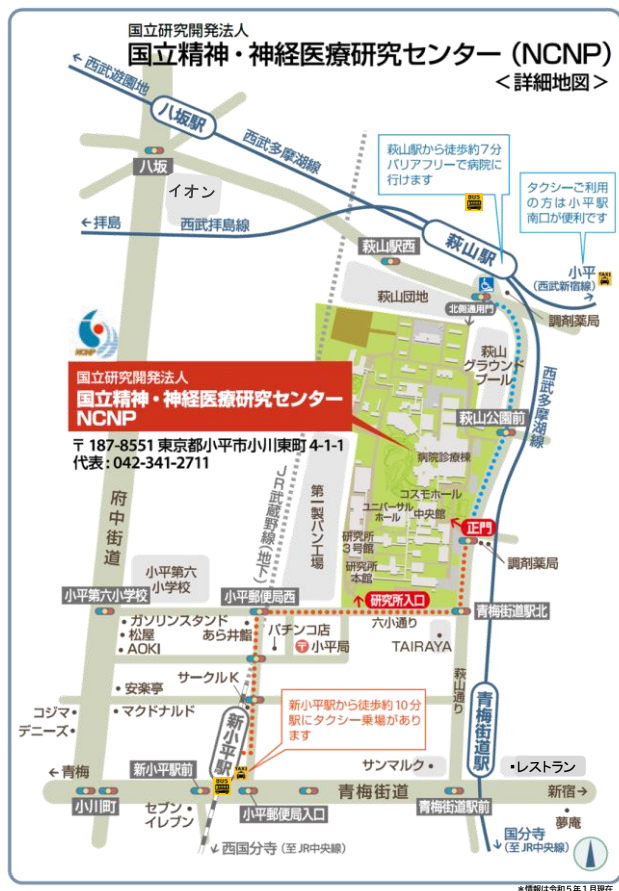 国立研究開発法人
国立精神・神経医療研究センター(NCNP)
<詳細地図>
←西武遊園地
八坂駅
西武多摩湖線
八坂
イオン
←拝島
西武拝島線
萩山駅から徒歩約7分
バリアフリーで病院に
行けます
BUS
タクシーご利用
の方は小平駅
南口が便利です
萩山駅
萩山駅西
小平
(西武新宿線)
→
TAXI
萩山団地
北側通用門
調剤薬局
萩山
グラウンド
プール
西武多摩湖線
NCNP
国立研究開発法人
国立精神・神経医療研究センター
NCNP
〒187-8551 東京都小平市小川東町4-1-1
代表:042-341-2711
萩山公園前
病院診療棟
コスモホール
ユニバーサル
ホール
中央館
正門
研究所
3号館
研究所
本館
調剤薬局
府中街道
JR武蔵野線(地下)
第一製パン工場
小平第六
小学校
小平第六小学校
小平郵便局西
研究所入口
青梅街道駅北
六小通り
ガソリンスタンド
松屋
あら井鮨
AOKI
パチンコ店
〒小平局
TAIRAYA
萩山通り
サークルK
安楽亭
マクドナルド
コジマ
デニーズ
新小平駅
新小平駅から徒歩約10分
駅にタクシー乗場があり
ます
青梅街道駅
サンマルク
・レストラン
←青梅
新小平駅前
BUS
TAXI
小川町
セブン-
イレブン
小平郵便局入口
青梅街道
青梅街道駅前
新宿→
夢庵
↓西国分寺(至JR中央線)
↓国分寺
(至JR中央線)
*情報は令和5年1月現在